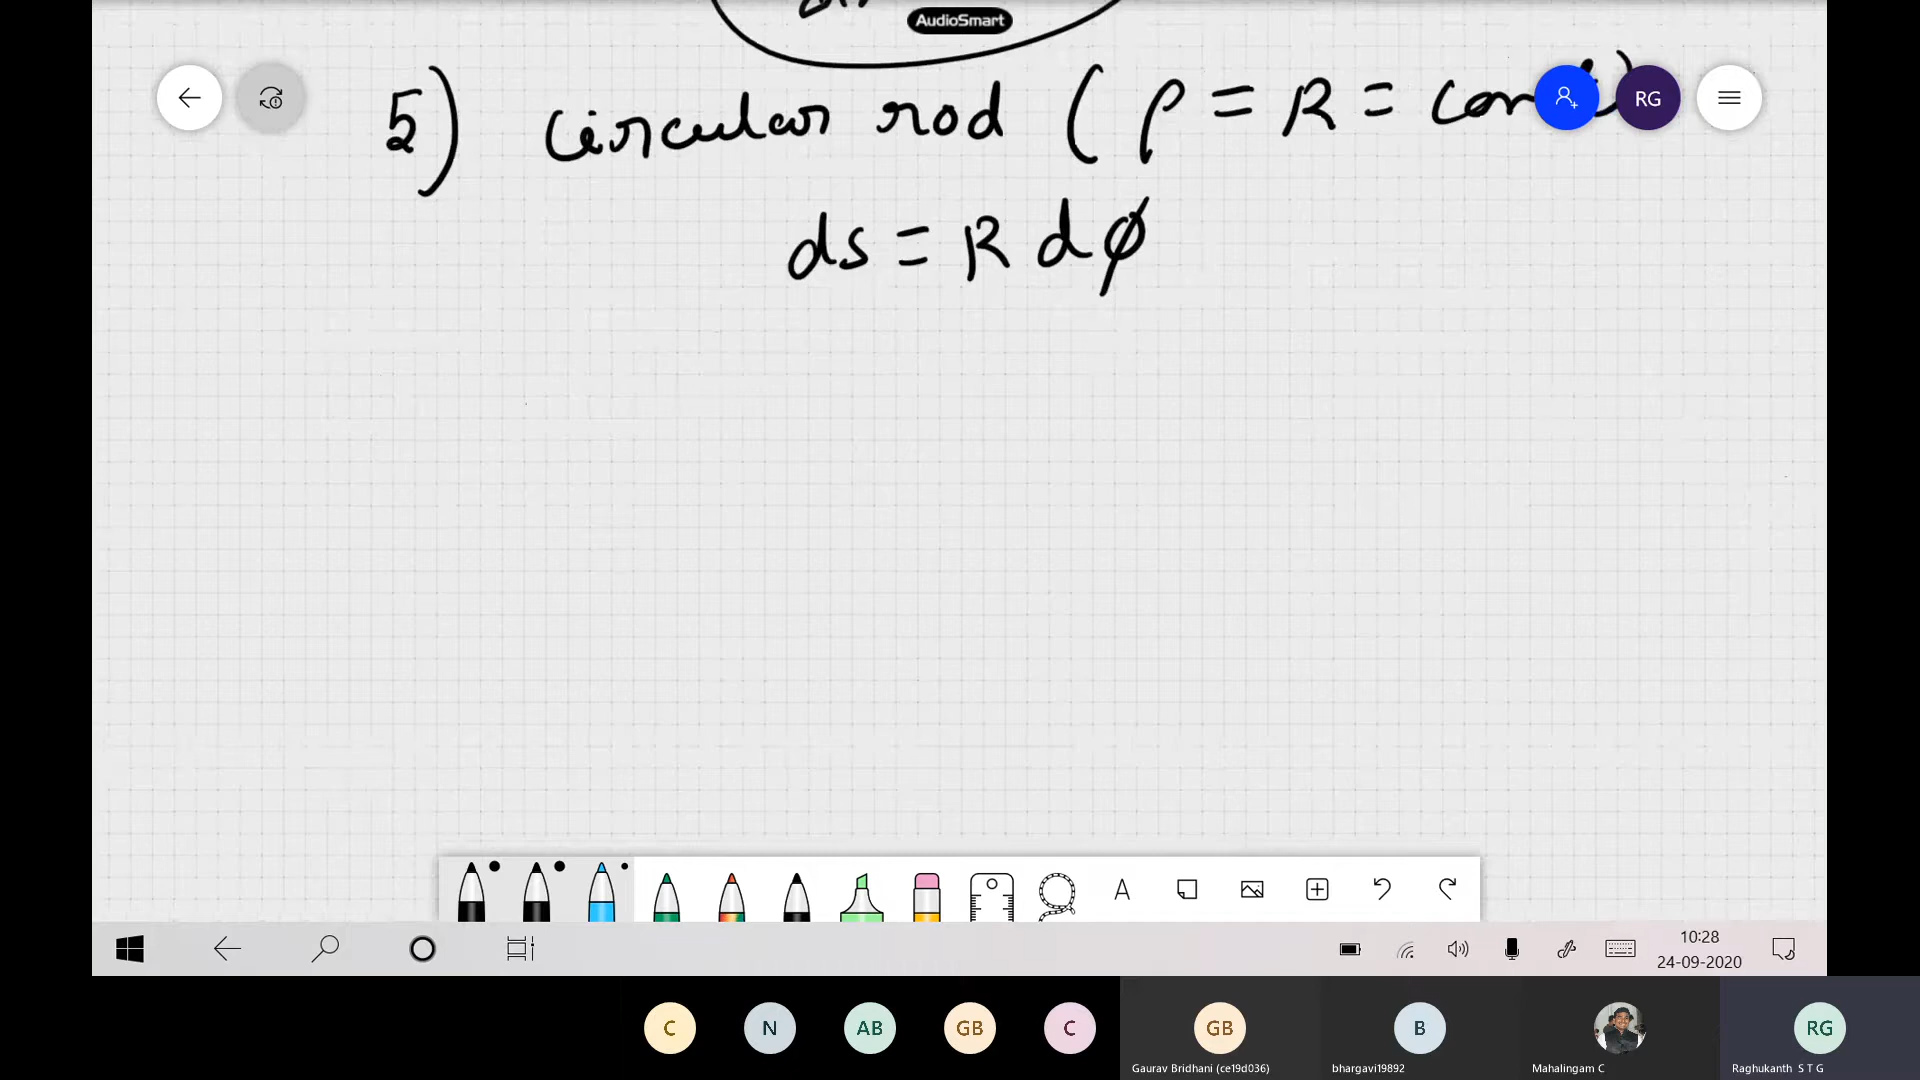 AudioSmart
5) circular rod ( ρ = R =
RG
ds = R dϕ
A
10:28
24-09-2020
C
N
AB
GB
C
GB
B
RG
Gaurav Bridhani (ce19d036)
bhargavi19892
Mahalingam C
Raghukanth S T G